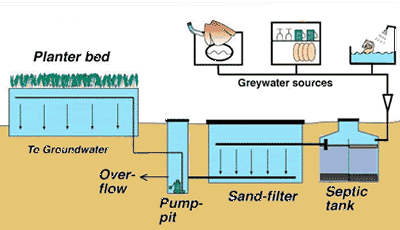 Planter bed
Greywater sources
To Groundwater
Over-
flow
Pump-
pit
Sand-filter
Septic
tank